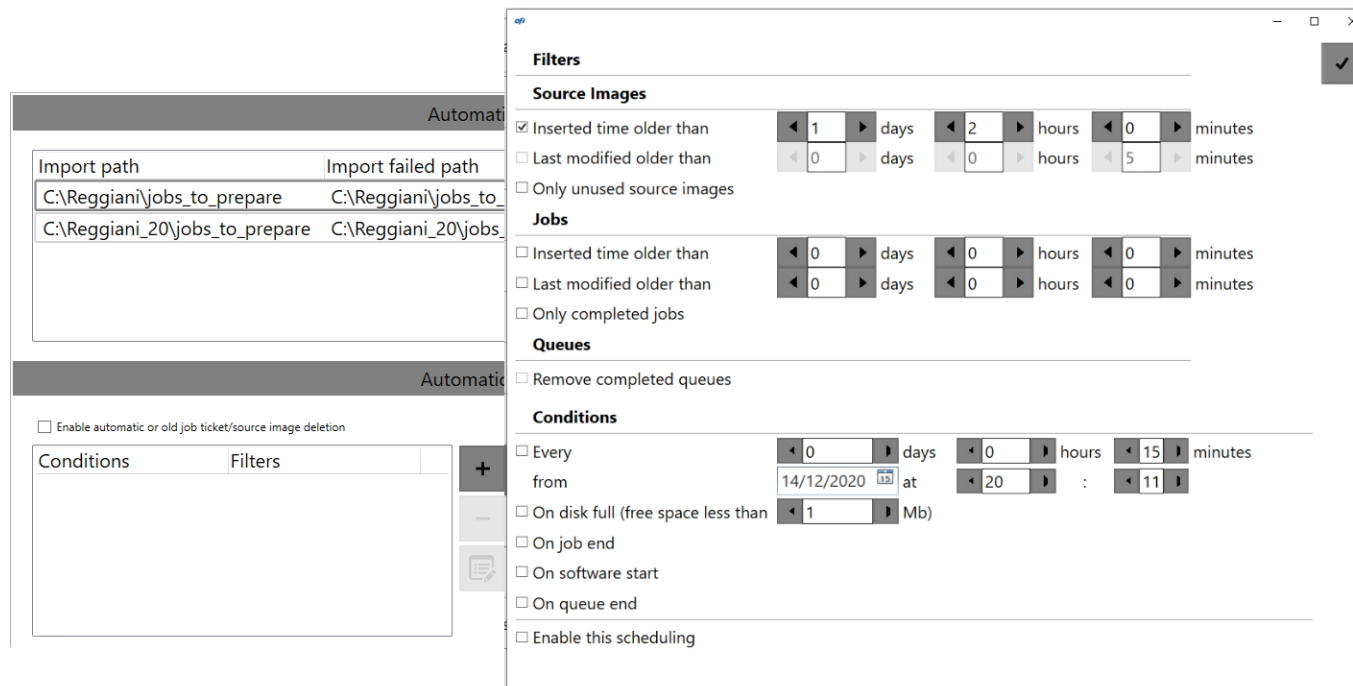 Automati
Import path Import failed path
C:\Reggiani\jobs_to_prepare C:\Reggiani\jobs_to_
C:\Reggiani_20\jobs_to_prepare C:\Reggiani_20\jobs_
Automatic
Enable automatic or old job ticket/source image deletion
Conditions Filters
efi
Filters
Source Images
Inserted time older than 1 days 2 hours 0 minutes
Last modified older than 0 days 0 hours 5 minutes
Only unused source images
Jobs
Inserted time older than 0 days 0 hours 0 minutes
Last modified older than 0 days 0 hours 0 minutes
Only completed jobs
Queues
Remove completed queues
Conditions
Every 0 days 0 hours 15 minutes
from 14/12/2020 15 at 20 : 11
On disk full (free space less than 1 Mb)
On job end
On software start
On queue end
Enable this scheduling